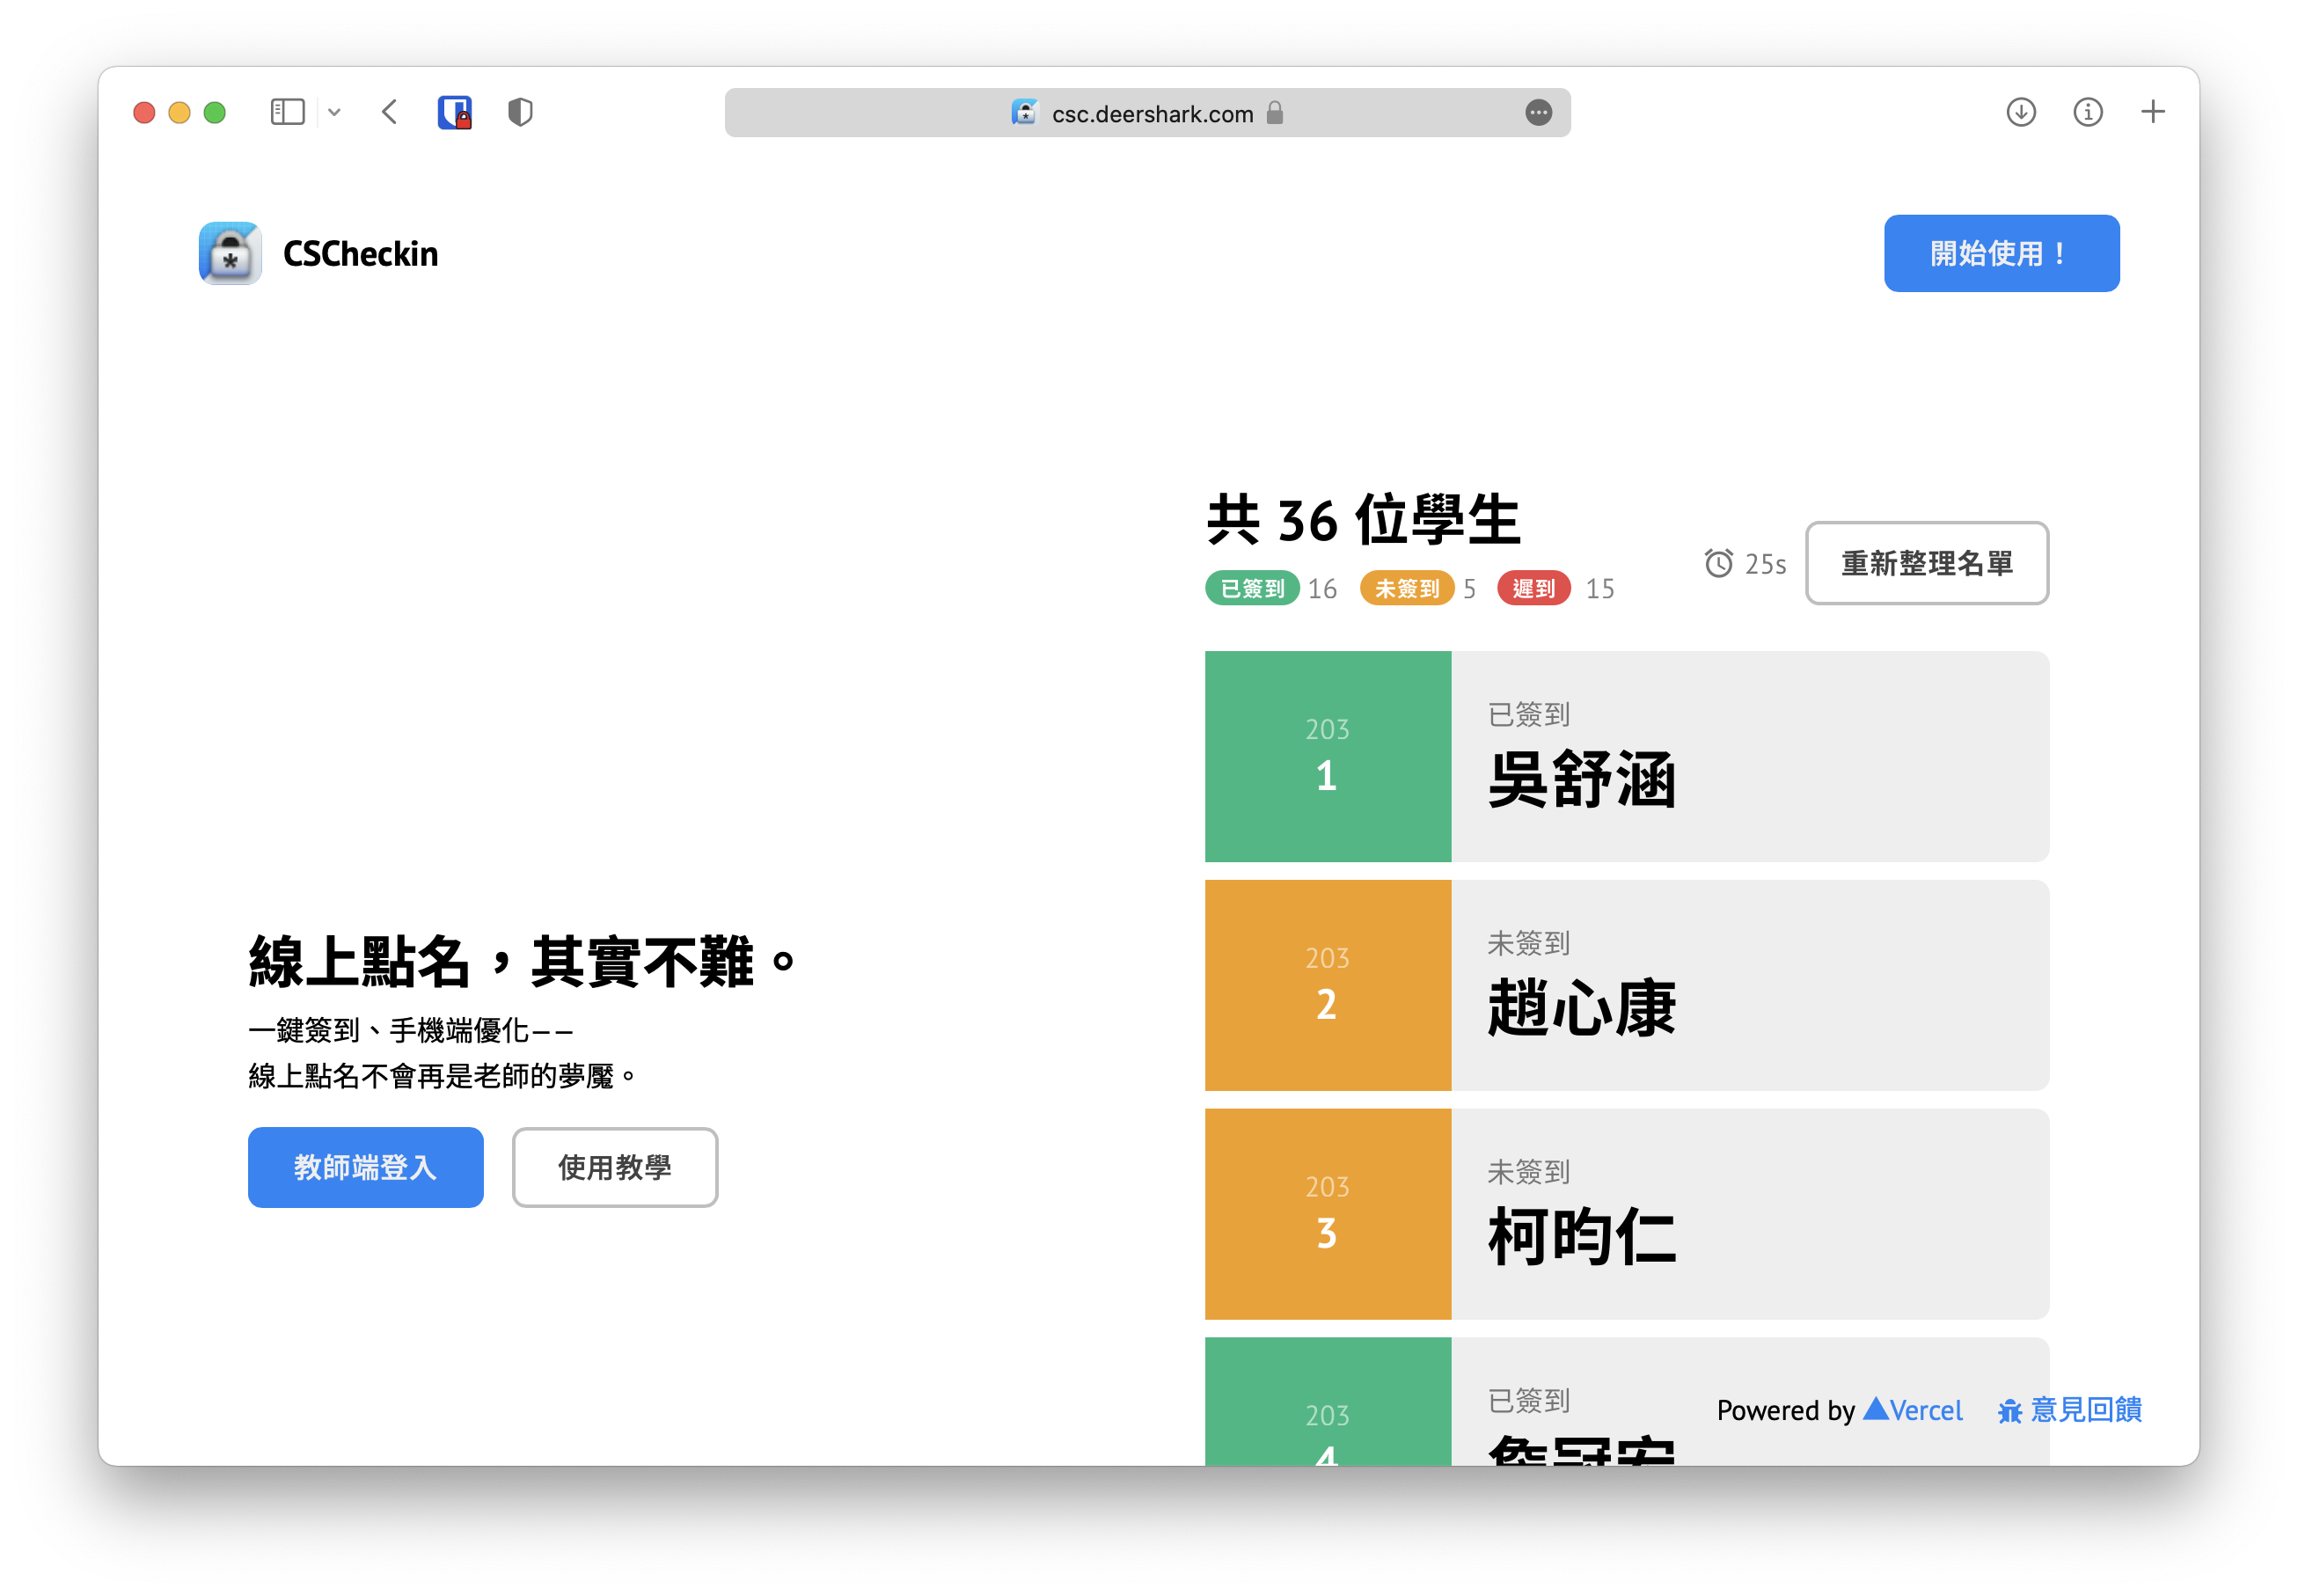 csc.deershark.com
CSCheckin
開始使用！
共 36 位學生
已簽到 16 未簽到 5 遲到 15
25s
重新整理名單
203
1
已簽到
吳舒涵
203
2
未簽到
趙心康
203
3
未簽到
柯昀仁
203
4
已簽到
詹冠宏
線上點名，其實不難。
一鍵簽到、手機端優化——
線上點名不會再是老師的夢魘。
教師端登入
使用教學
Powered by Vercel
意見回饋